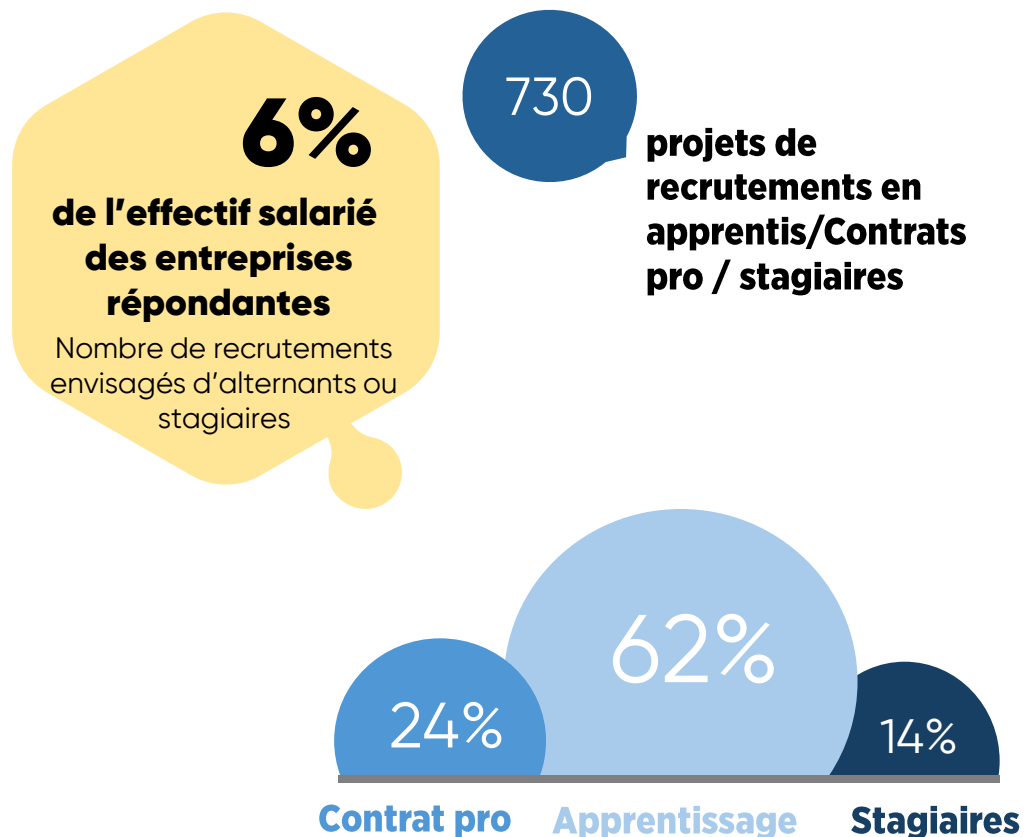 6%
de l'effectif salarié
des entreprises
répondantes
Nombre de recrutements
envisagés d'alternants ou
stagiaires
730
projets de
recrutements en
apprentis/Contrats
pro / stagiaires
24%
62%
14%
Contrat pro
Apprentissage
Stagiaires